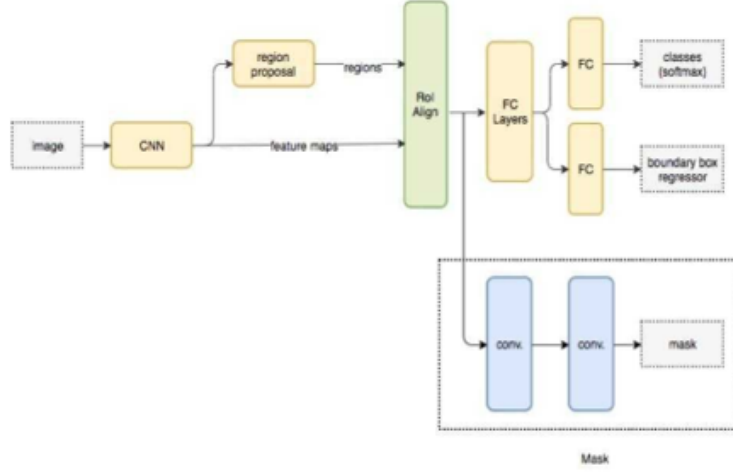 region
proposal
regions
RoI
Align
image
CNN
feature maps
FC
Layers
FC
classes
(softmax)
FC
boundary box
regressor
conv.
conv.
mask
Mask